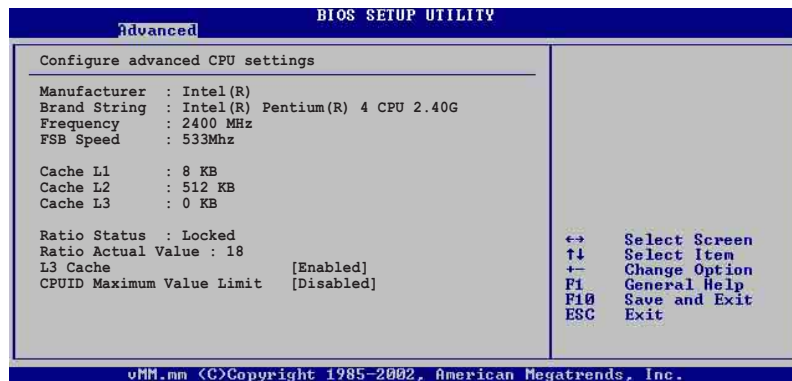 BIOS SETUP UTILITY
Advanced
Configure advanced CPU settings
Manufacturer : Intel(R)
Brand String : Intel(R) Pentium(R) 4 CPU 2.40G
Frequency : 2400 MHz
FSB Speed : 533Mhz
Cache L1 : 8 KB
Cache L2 : 512 KB
Cache L3 : 0 KB
Ratio Status : Locked
Ratio Actual Value : 18
L3 Cache [Enabled]
CPUID Maximum Value Limit [Disabled]
↔ Select Screen
↑↓ Select Item
+- Change Option
F1 General Help
F10 Save and Exit
ESC Exit
vMM.mm (C)Copyright 1985-2002, American Megatrends, Inc.